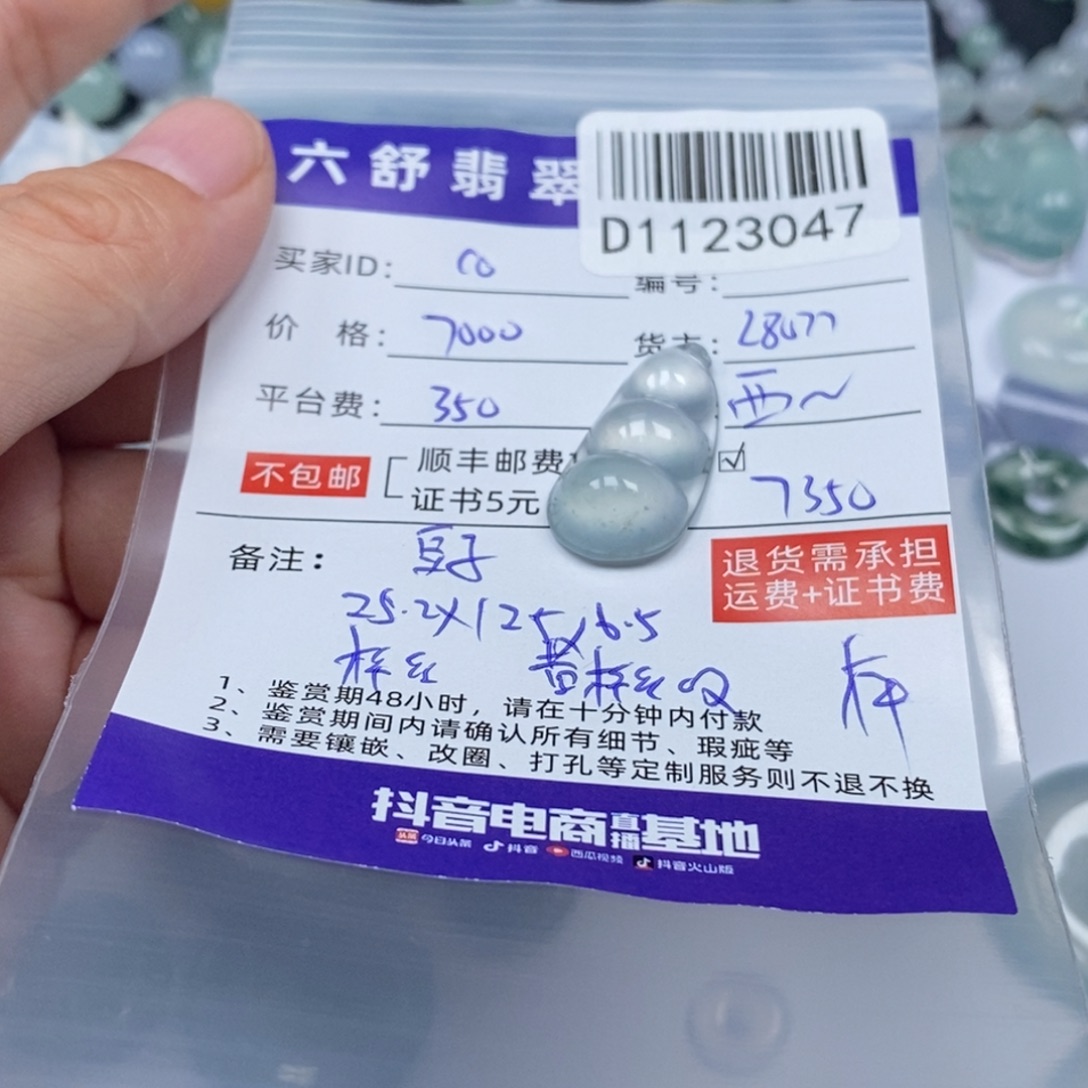 六舒翡翠
D1123047
买家ID： co 编号：
价 格： 7000 货主：
平台费： 350
不包邮 顺丰邮费
证书5元 7350
备注： 豆子
退货需承担
运费+证书费
1、鉴赏期48小时，请在十分钟内付款
2、鉴赏期间内请确认所有细节、瑕疵等
3、需要镶嵌、改圈、打孔等定制服务则不退不换
抖音电商直播基地
头条 今日头条 抖音 西瓜视频 抖音火山版